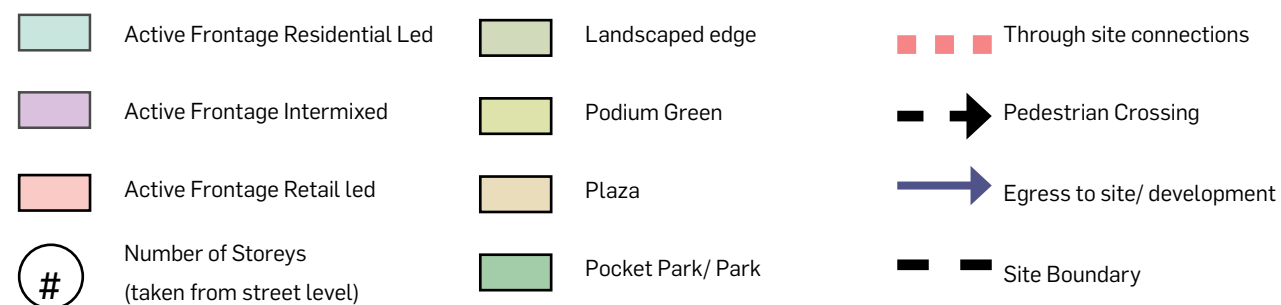 Active Frontage Residential Led
Active Frontage Intermixed
Active Frontage Retail led
#
Number of Storeys
(taken from street level)
Landscaped edge
Podium Green
Plaza
Pocket Park/ Park
Through site connections
Pedestrian Crossing
Egress to site/ development
Site Boundary